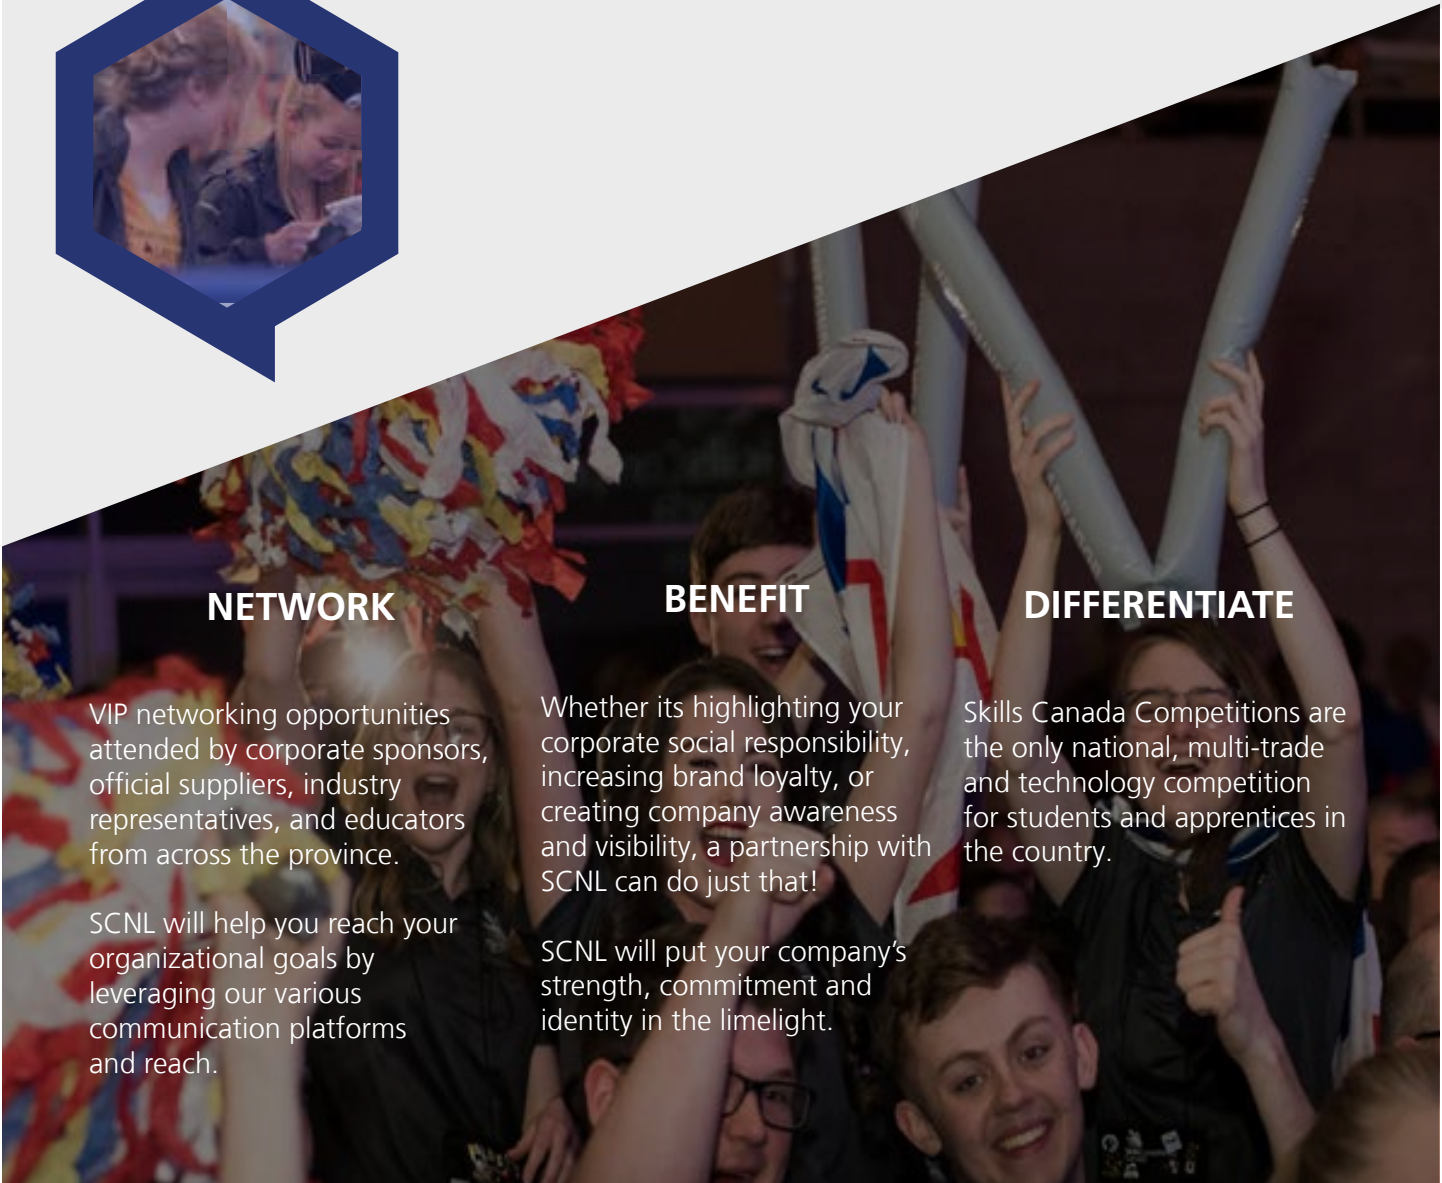 NETWORK
VIP networking opportunities
attended by corporate sponsors,
official suppliers, industry
representatives, and educators
from across the province.
SCNL will help you reach your
organizational goals by
leveraging our various
communication platforms
and reach.
BENEFIT
Whether its highlighting your
corporate social responsibility,
increasing brand loyalty, or
creating company awareness
and visibility, a partnership with
SCNL can do just that!
SCNL will put your company’s
strength, commitment and
identity in the limelight.
DIFFERENTIATE
Skills Canada Competitions are
the only national, multi-trade
and technology competition
for students and apprentices in
the country.